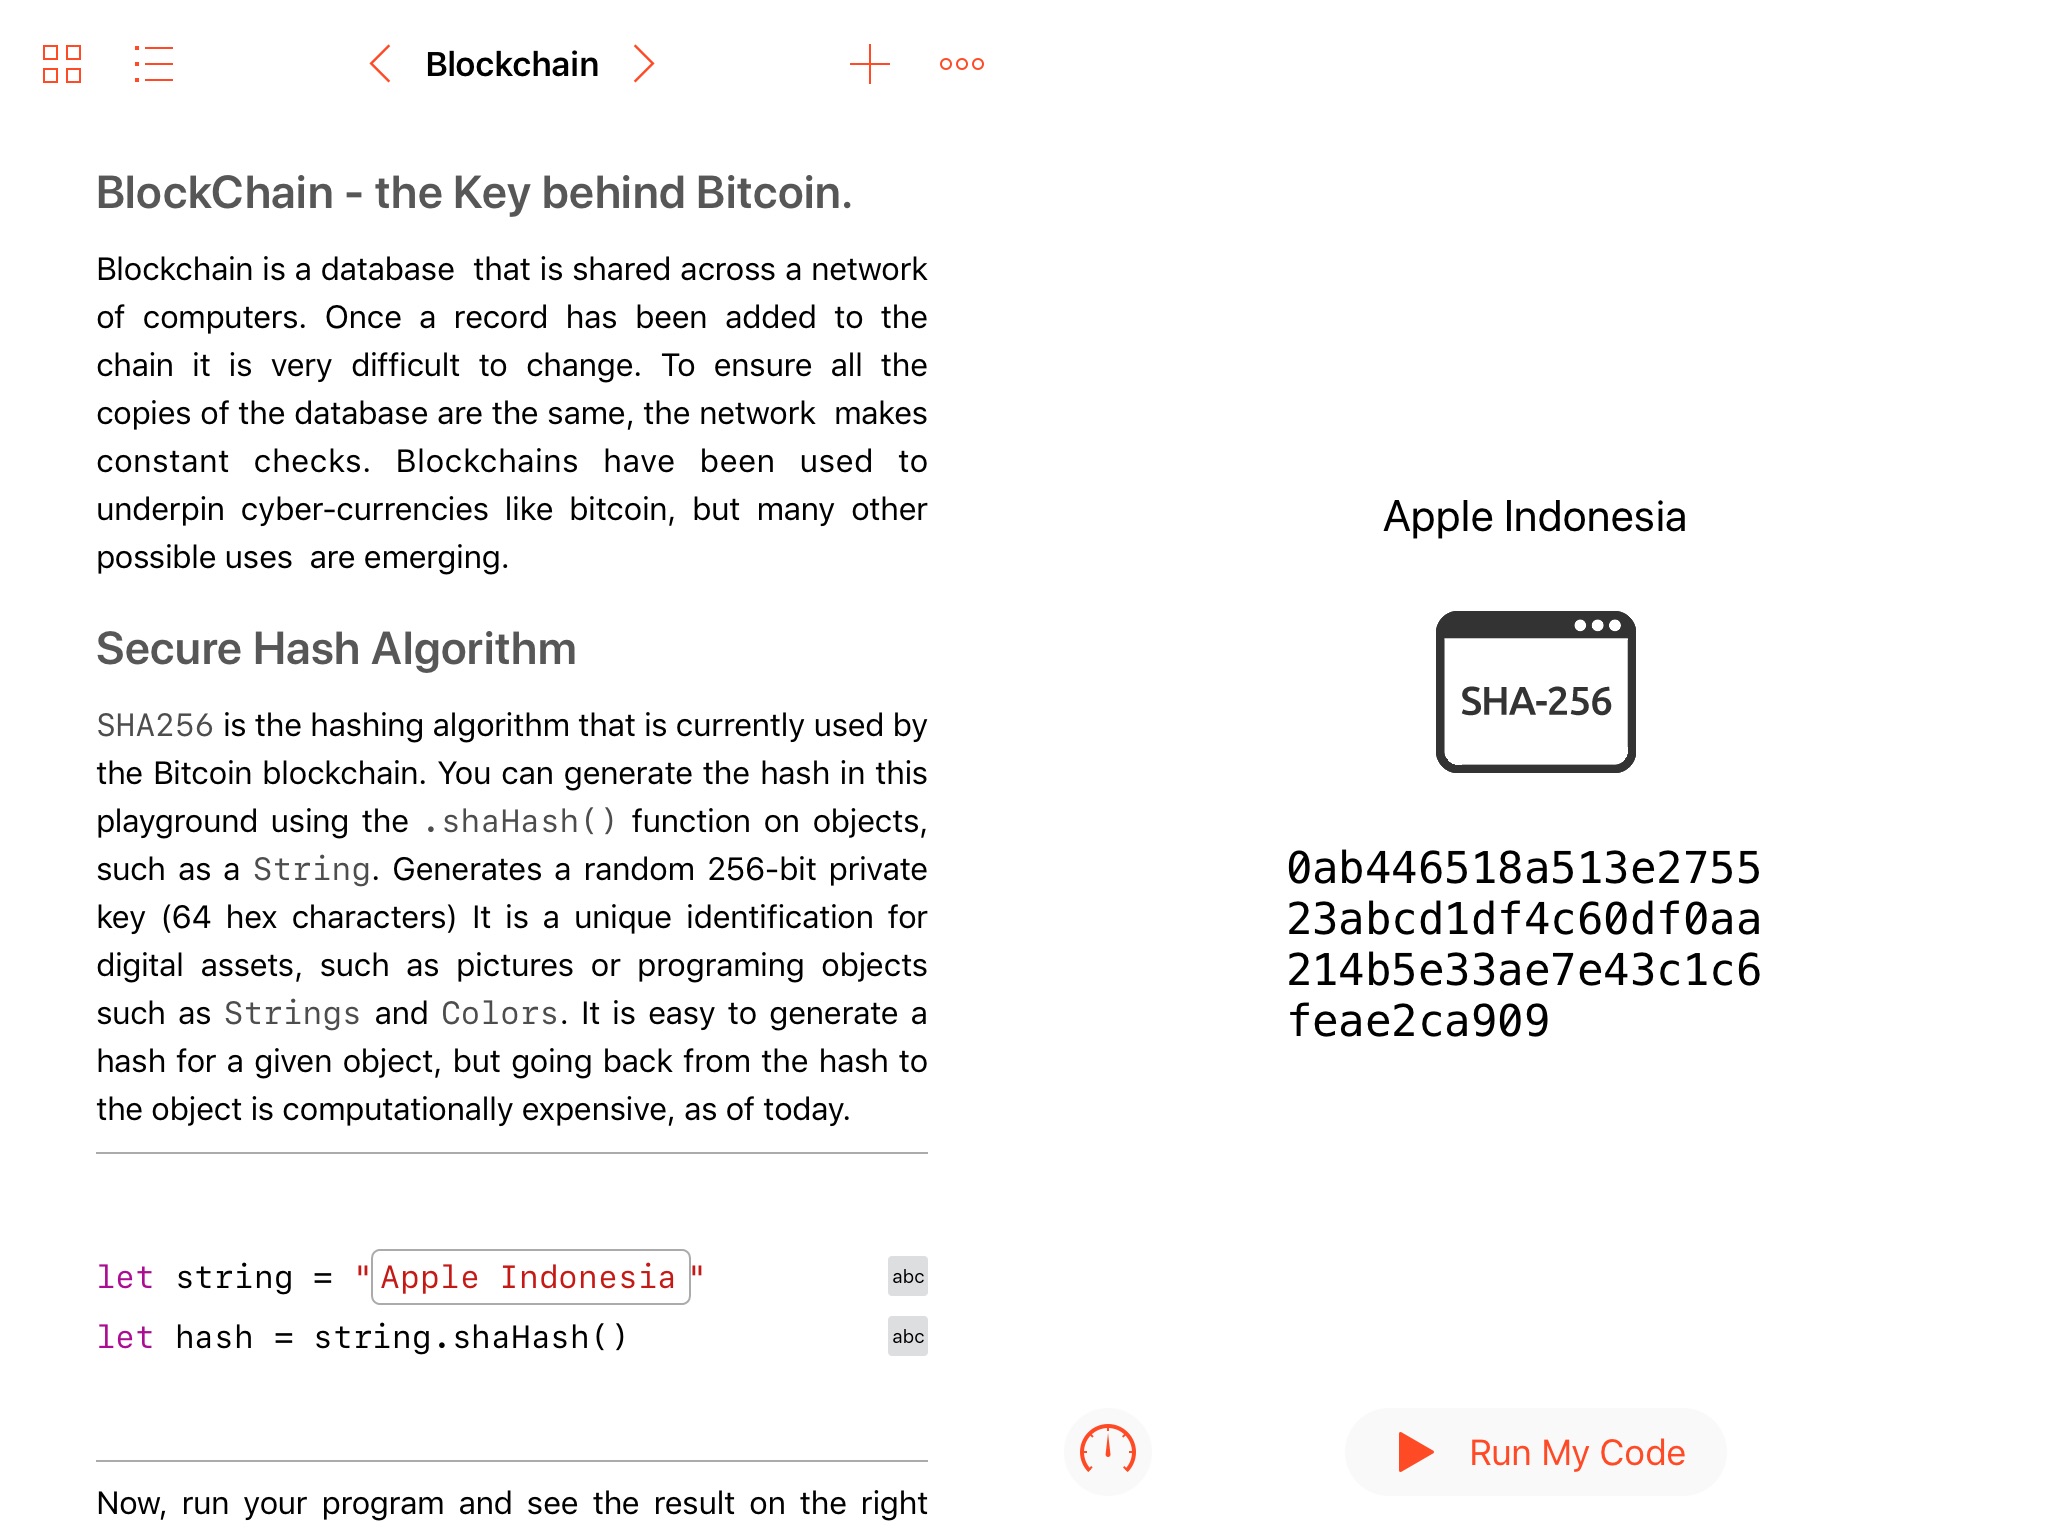 Blockchain
BlockChain - the Key behind Bitcoin.
Blockchain is a database  that is shared across a network
of computers. Once a record has been added to the
chain it is very difficult to change. To ensure all the
copies of the database are the same, the network  makes
constant checks. Blockchains have been used to
underpin cyber-currencies like bitcoin, but many other
possible uses  are emerging.
Secure Hash Algorithm
SHA256 is the hashing algorithm that is currently used by
the Bitcoin blockchain. You can generate the hash in this
playground using the .shaHash() function on objects,
such as a String. Generates a random 256-bit private
key (64 hex characters) It is a unique identification for
digital assets, such as pictures or programing objects
such as Strings and Colors. It is easy to generate a
hash for a given object, but going back from the hash to
the object is computationally expensive, as of today.
let string = "Apple Indonesia"
abc
let hash = string.shaHash()
abc
Now, run your program and see the result on the right
Apple Indonesia
SHA-256
0ab446518a513e2755
23abcd1df4c60df0aa
214b5e33ae7e43c1c6
feae2ca909
Run My Code